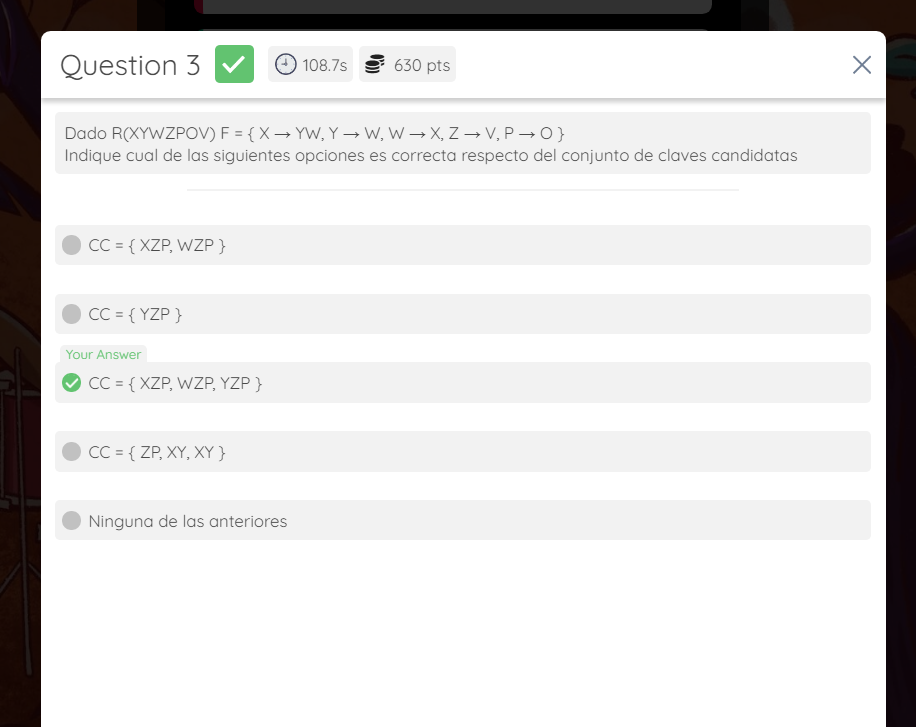 Question 3
108.7s
630 pts
Dado R(XYWZPOV) F = { X → YW, Y → W, W → X, Z → V, P → O }
Indique cual de las siguientes opciones es correcta respecto del conjunto de claves candidatas
CC = { XZP, WZP }
CC = { YZP }
Your Answer
CC = { XZP, WZP, YZP }
CC = { ZP, XY, XY }
Ninguna de las anteriores